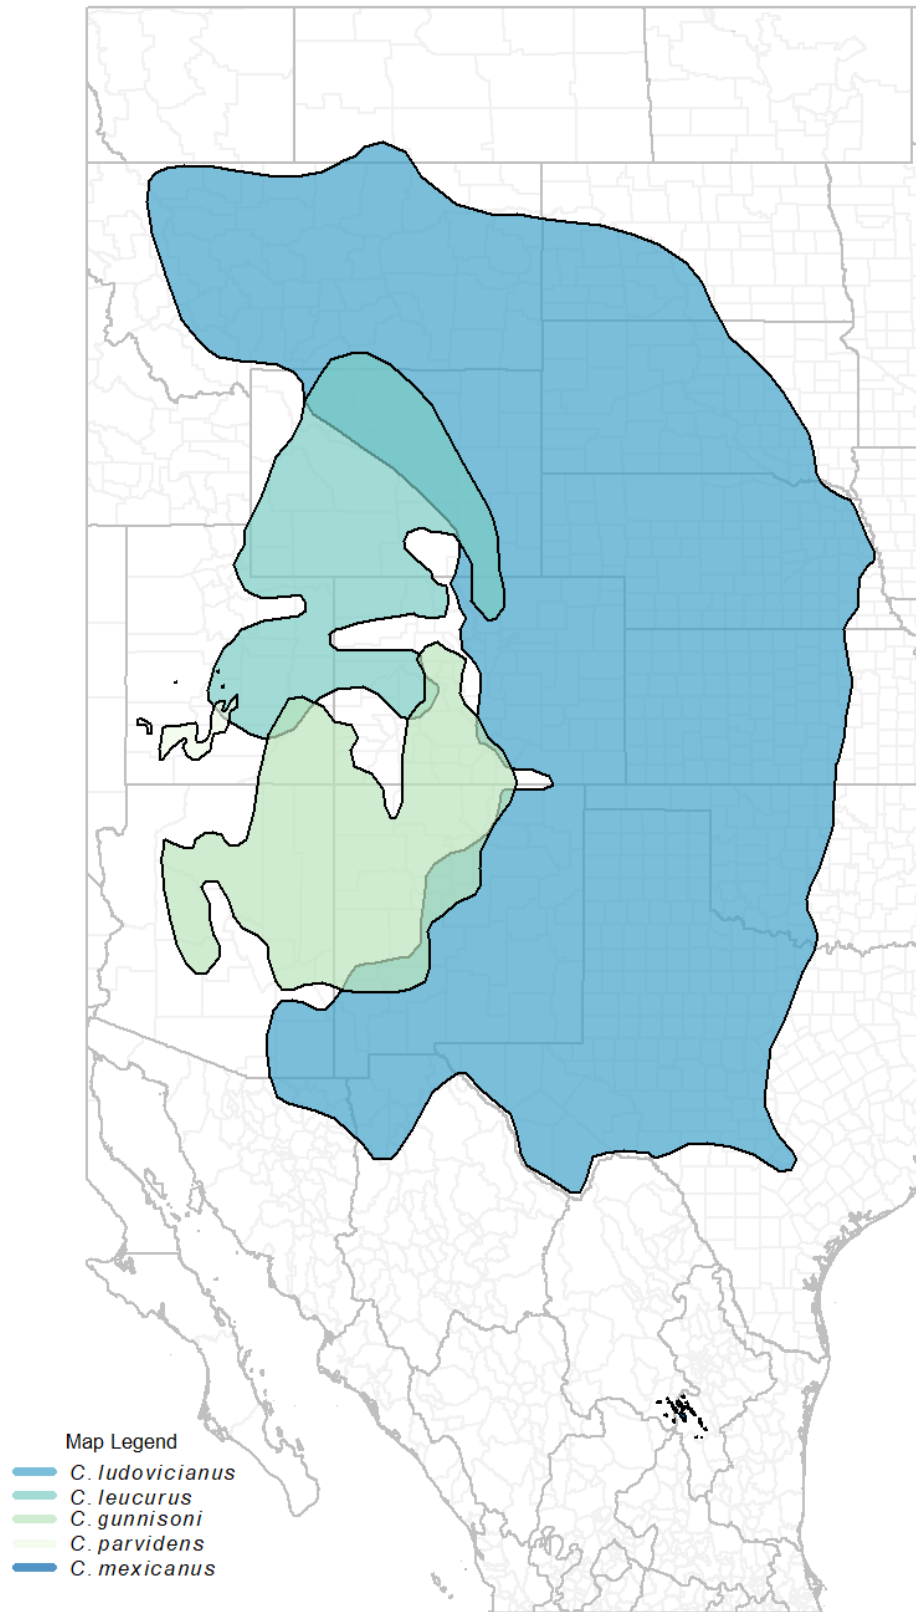 Map Legend
C. ludovicianus
C. leucurus
C. gunnisoni
C. parvidens
C. mexicanus